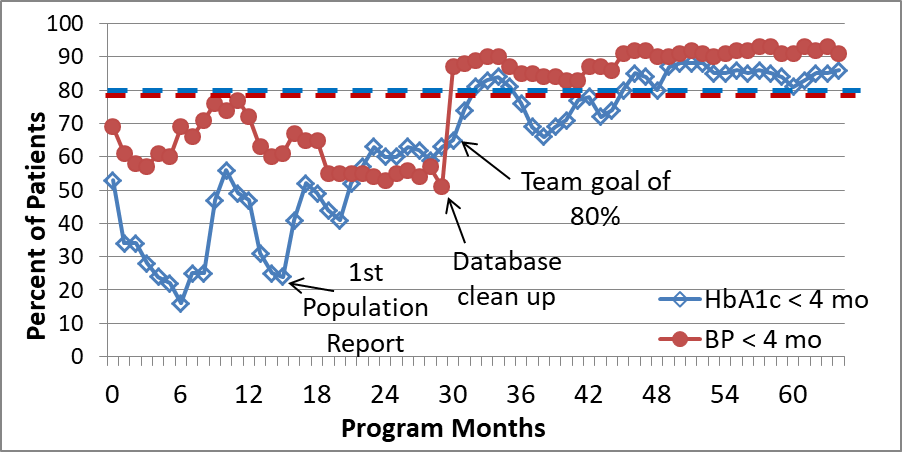 100
90
80
70
60
50
40
30
20
10
0
Percent of Patients
Team goal of
80%
Database
clean up
1st
Population
Report
HbA1c < 4 mo
BP < 4 mo
0 6 12 18 24 30 36 42 48 54 60
Program Months